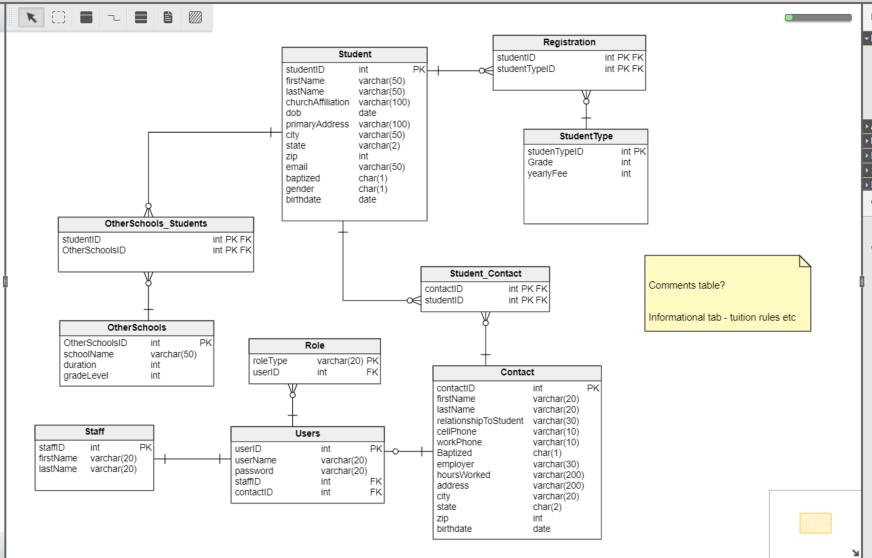 Student
studentID int PK
firstName varchar(50)
lastName varchar(50)
churchAffiliation varchar(100)
dob date
primaryAddress varchar(100)
city varchar(50)
state varchar(2)
zip int
email varchar(50)
baptized char(1)
gender char(1)
birthdate date
Registration
studentID int PK FK
studentTypeID int PK FK
StudentType
studenTypeID int PK
Grade int
yearlyFee int
OtherSchools_Students
studentID int PK FK
OtherSchoolsID int PK FK
Student_Contact
contactID int PK FK
studentID int PK FK
Comments table?
Informational tab - tuition rules etc
OtherSchools
OtherSchoolsID int PK
schoolName varchar(50)
duration int
gradeLevel int
Role
roleType varchar(20) PK
userID int FK
Contact
contactID int PK
firstName varchar(20)
lastName varchar(20)
relationshipToStudent varchar(30)
cellPhone varchar(10)
workPhone varchar(10)
Baptized char(1)
employer varchar(30)
hoursWorked varchar(200)
address varchar(200)
city varchar(20)
state char(2)
zip int
birthdate date
Staff
staffID int PK
firstName varchar(20)
lastName varchar(20)
Users
userID int PK
userName varchar(20)
password varchar(20)
staffID int FK
contactID int FK